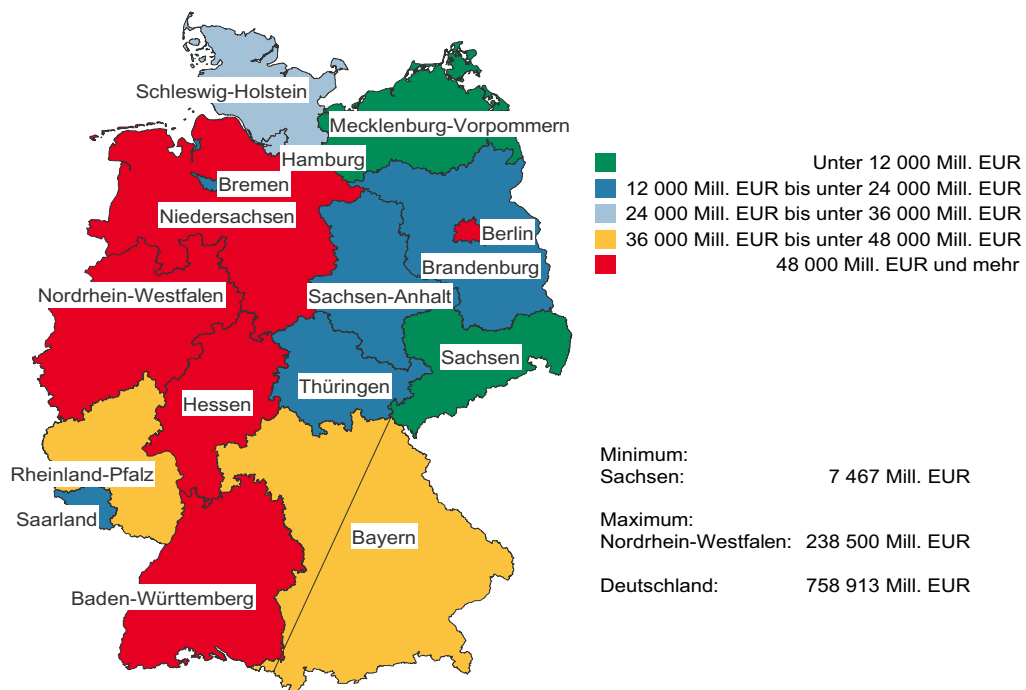 Schleswig-Holstein
Mecklenburg-Vorpommern
Hamburg
Bremen
Niedersachsen
Berlin
Brandenburg
Nordrhein-Westfalen
Sachsen-Anhalt
Sachsen
Thüringen
Hessen
Rheinland-Pfalz
Saarland
Bayern
Baden-Württemberg
Unter 12 000 Mill. EUR
12 000 Mill. EUR bis unter 24 000 Mill. EUR
24 000 Mill. EUR bis unter 36 000 Mill. EUR
36 000 Mill. EUR bis unter 48 000 Mill. EUR
48 000 Mill. EUR und mehr
Minimum:
Sachsen: 7 467 Mill. EUR
Maximum:
Nordrhein-Westfalen: 238 500 Mill. EUR
Deutschland: 758 913 Mill. EUR